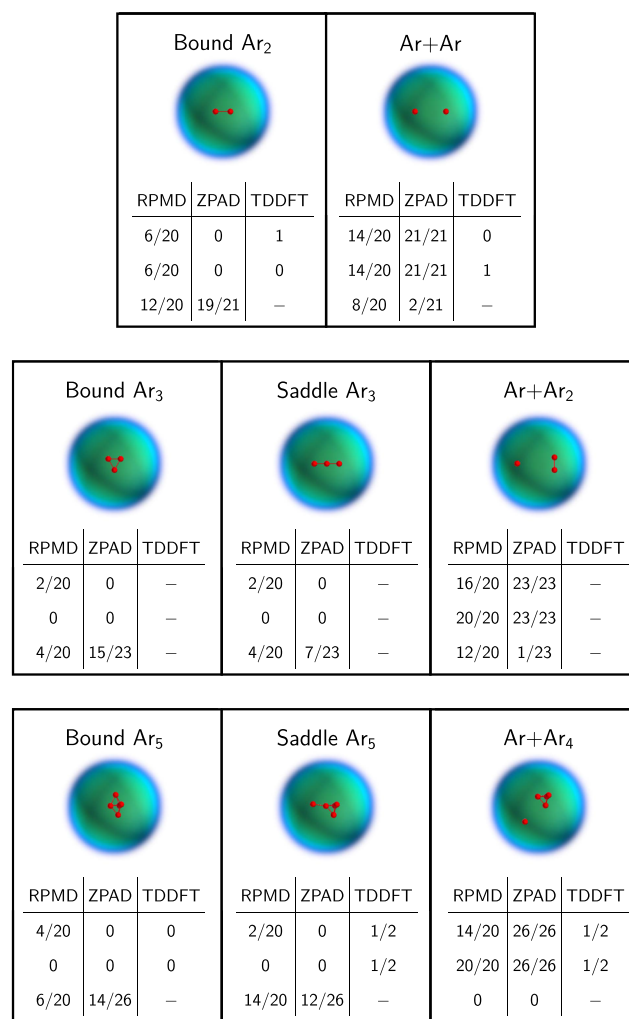 Bound Ar₂ Ar+Ar
RPMD ZPAD TDDFT RPMD ZPAD TDDFT
6/20 0 1 14/20 21/21 0
6/20 0 0 14/20 21/21 1
12/20 19/21 – 8/20 2/21 –
Bound Ar₃ Saddle Ar₃ Ar+Ar₂
RPMD ZPAD TDDFT RPMD ZPAD TDDFT RPMD ZPAD TDDFT
2/20 0 – 2/20 0 – 16/20 23/23 –
0 0 – 0 0 – 20/20 23/23 –
4/20 15/23 – 4/20 7/23 – 12/20 1/23 –
Bound Ar₅ Saddle Ar₅ Ar+Ar₄
RPMD ZPAD TDDFT RPMD ZPAD TDDFT RPMD ZPAD TDDFT
4/20 0 0 2/20 0 1/2 14/20 26/26 1/2
0 0 0 0 0 1/2 20/20 26/26 1/2
6/20 14/26 – 14/20 12/26 – 0 0 –